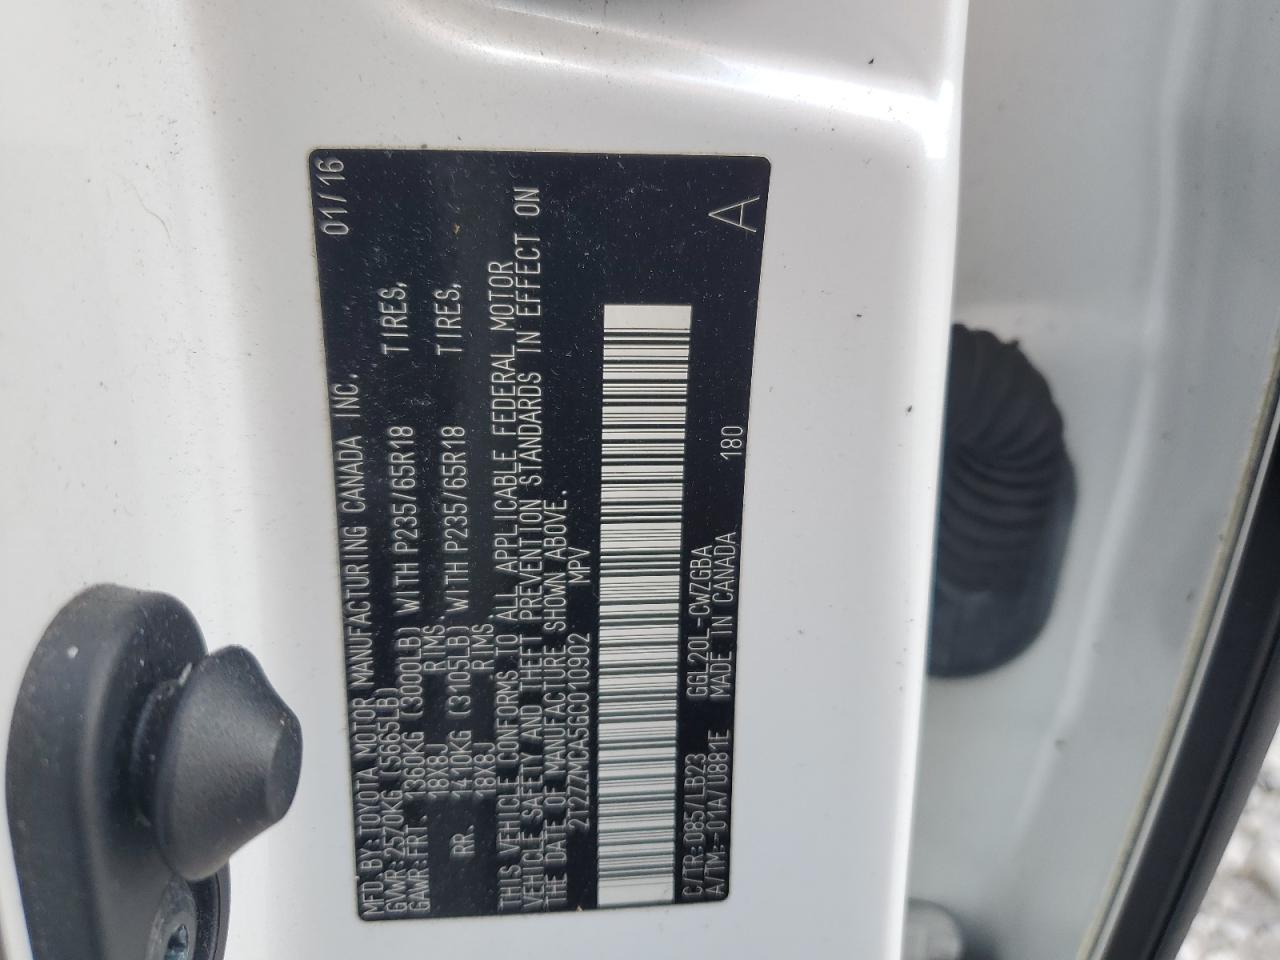 MFD.BY:TOYOTA MOTOR MANUFACTURING CANADA INC. 01/16
GVWR:2570KG (5665LB)
GAWR:FRT. 1360KG (3000LB) WITH P235/65R18 TIRES,
18X8J RIMS.
RR. 1410KG (3105LB) WITH P235/65R18 TIRES,
18X8J RIMS.
THIS VEHICLE CONFORMS TO ALL APPLICABLE FEDERAL MOTOR
VEHICLE SAFETY AND THEFT PREVENTION STANDARDS IN EFFECT ON
THE DATE OF MANUFACTURE SHOWN ABOVE.
2T2ZZMCA5GC010902 MPV
C/TR:D85/LB23 GGL20L-CWZGBA
A/TM:-01A/U881E MADE IN CANADA 180 A